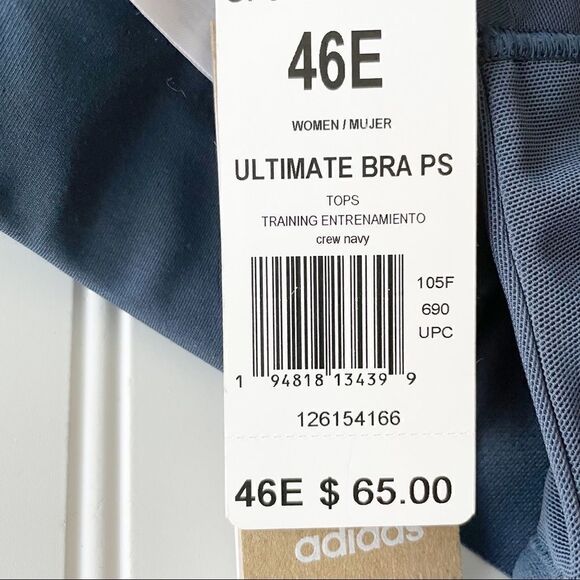 46E
WOMEN / MUJER
ULTIMATE BRA PS
TOPS
TRAINING ENTRENAMIENTO
crew navy
105F
690
UPC
1 94818 13439 9
126154166
46E $ 65.00
adidas